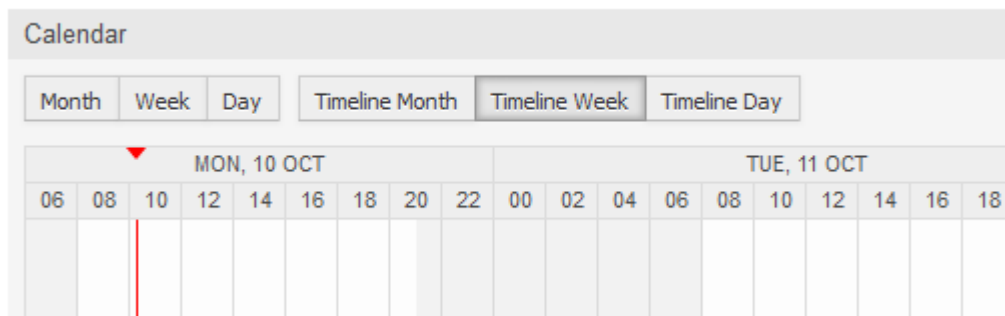 Calendar
Month Week Day Timeline Month Timeline Week Timeline Day
MON, 10 OCT TUE, 11 OCT
06 08 10 12 14 16 18 20 22 00 02 04 06 08 10 12 14 16 18